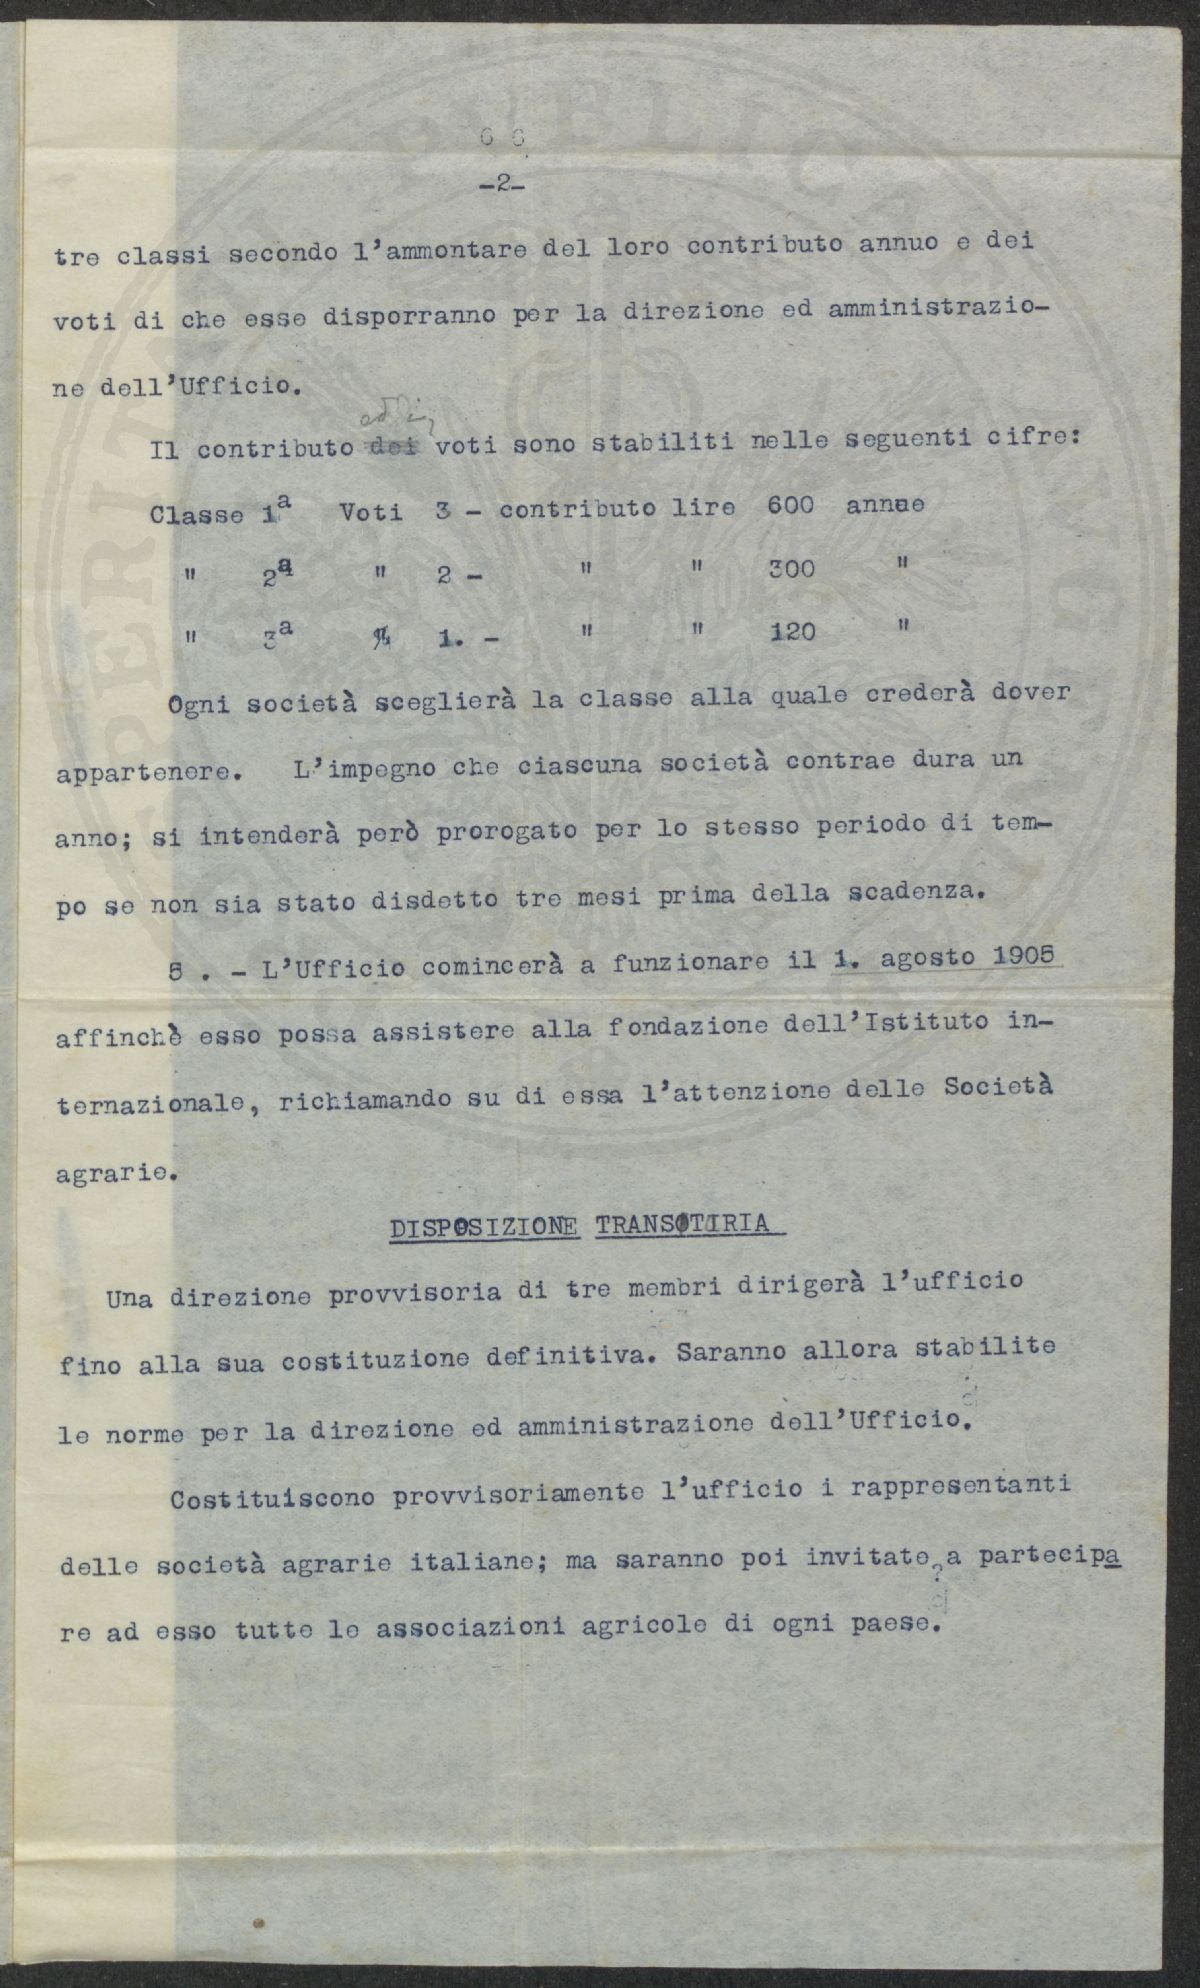 6 6
-2-
tre classi secondo l'ammontare del loro contributo annuo e dei
voti di che esse disporranno per la direzione ed amministrazio-
ne dell'Ufficio.
Il contributo dei voti sono stabiliti nelle seguenti cifre:
Classe 1a Voti 3 - contributo lire 600 annue
" 2a " 2 - " " 300 "
" 3a " 1. - " " 120 "
Ogni società sceglierà la classe alla quale crederà dover
appartenere. L'impegno che ciascuna società contrae dura un
anno; si intenderà però prorogato per lo stesso periodo di tem-
po se non sia stato disdetto tre mesi prima della scadenza.
5 . - L'Ufficio comincerà a funzionare il 1. agosto 1905
affinchè esso possa assistere alla fondazione dell'Istituto in-
ternazionale, richiamando su di essa l'attenzione delle Società
agrarie.
DISPOSIZIONE TRANSOTIRIA
Una direzione provvisoria di tre membri dirigerà l'ufficio
fino alla sua costituzione definitiva. Saranno allora stabilite
le norme per la direzione ed amministrazione dell'Ufficio.
Costituiscono provvisoriamente l'ufficio i rappresentanti
delle società agrarie italiane; ma saranno poi invitate a partecipa
re ad esso tutte le associazioni agricole di ogni paese.